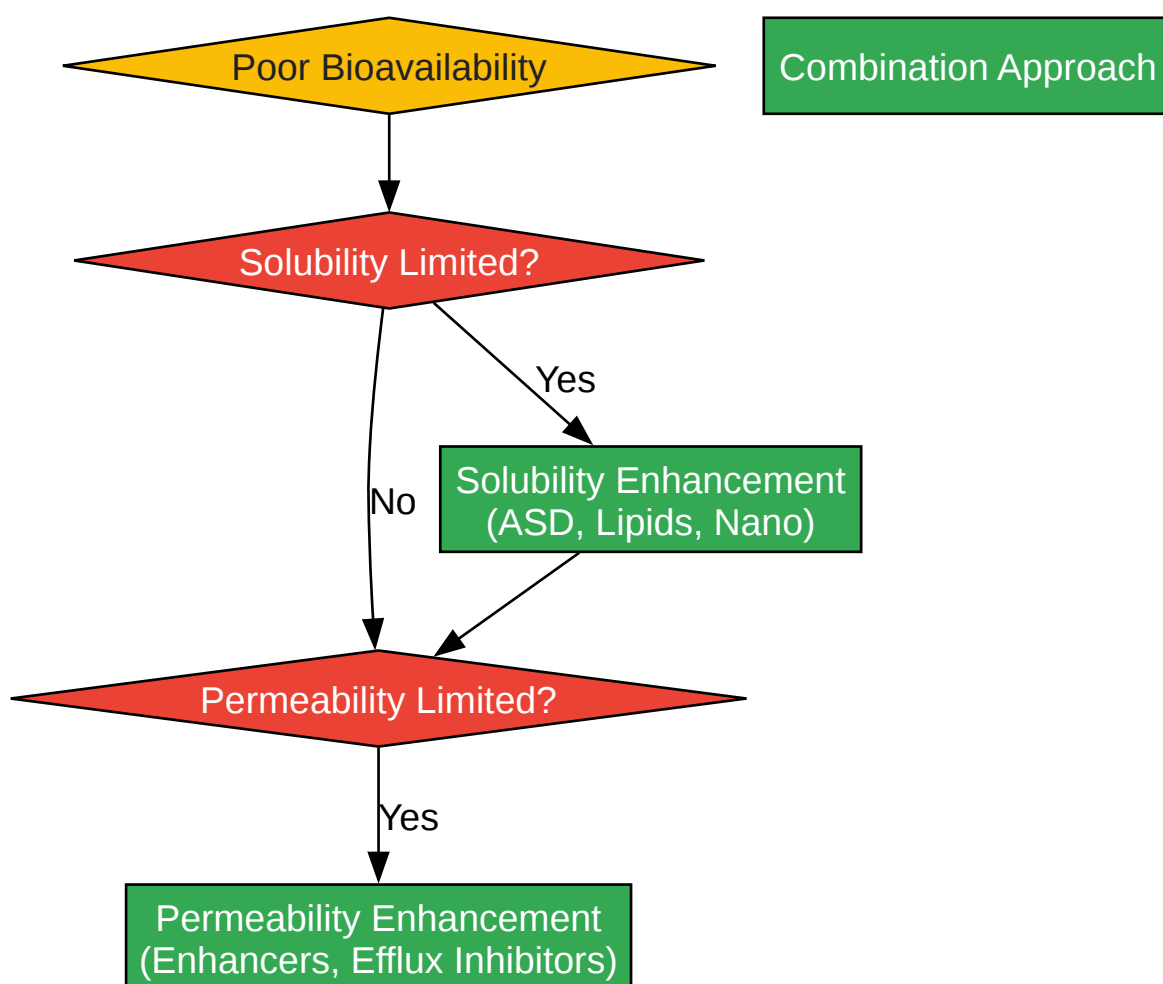 Poor Bioavailability
Combination Approach
Solubility Limited?
Yes
No
Solubility Enhancement
(ASD, Lipids, Nano)
Permeability Limited?
Yes
Permeability Enhancement
(Enhancers, Efflux Inhibitors)